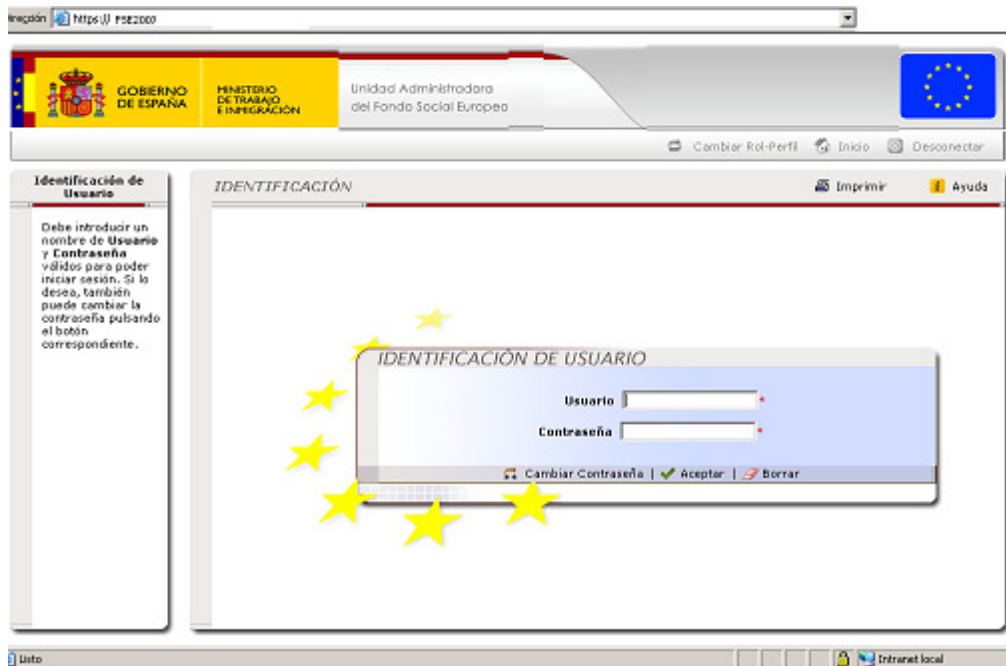 Dirección https:// FSE2007
GOBIERNO
DE ESPAÑA
MINISTERIO
DE TRABAJO
E INMIGRACIÓN
Unidad Administradora
del Fondo Social Europeo
Cambiar Rol-Perfil Inicio Desconectar
Identificación de
Usuario
IDENTIFICACIÓN
Imprimir Ayuda
Debe introducir un
nombre de Usuario
y Contraseña
válidos para poder
iniciar sesión. Si lo
desea, también
puede cambiar la
contraseña pulsando
el botón
correspondiente.
IDENTIFICACIÓN DE USUARIO
Usuario *
Contraseña *
Cambiar Contraseña | Aceptar | Borrar
Listo
Intranet local